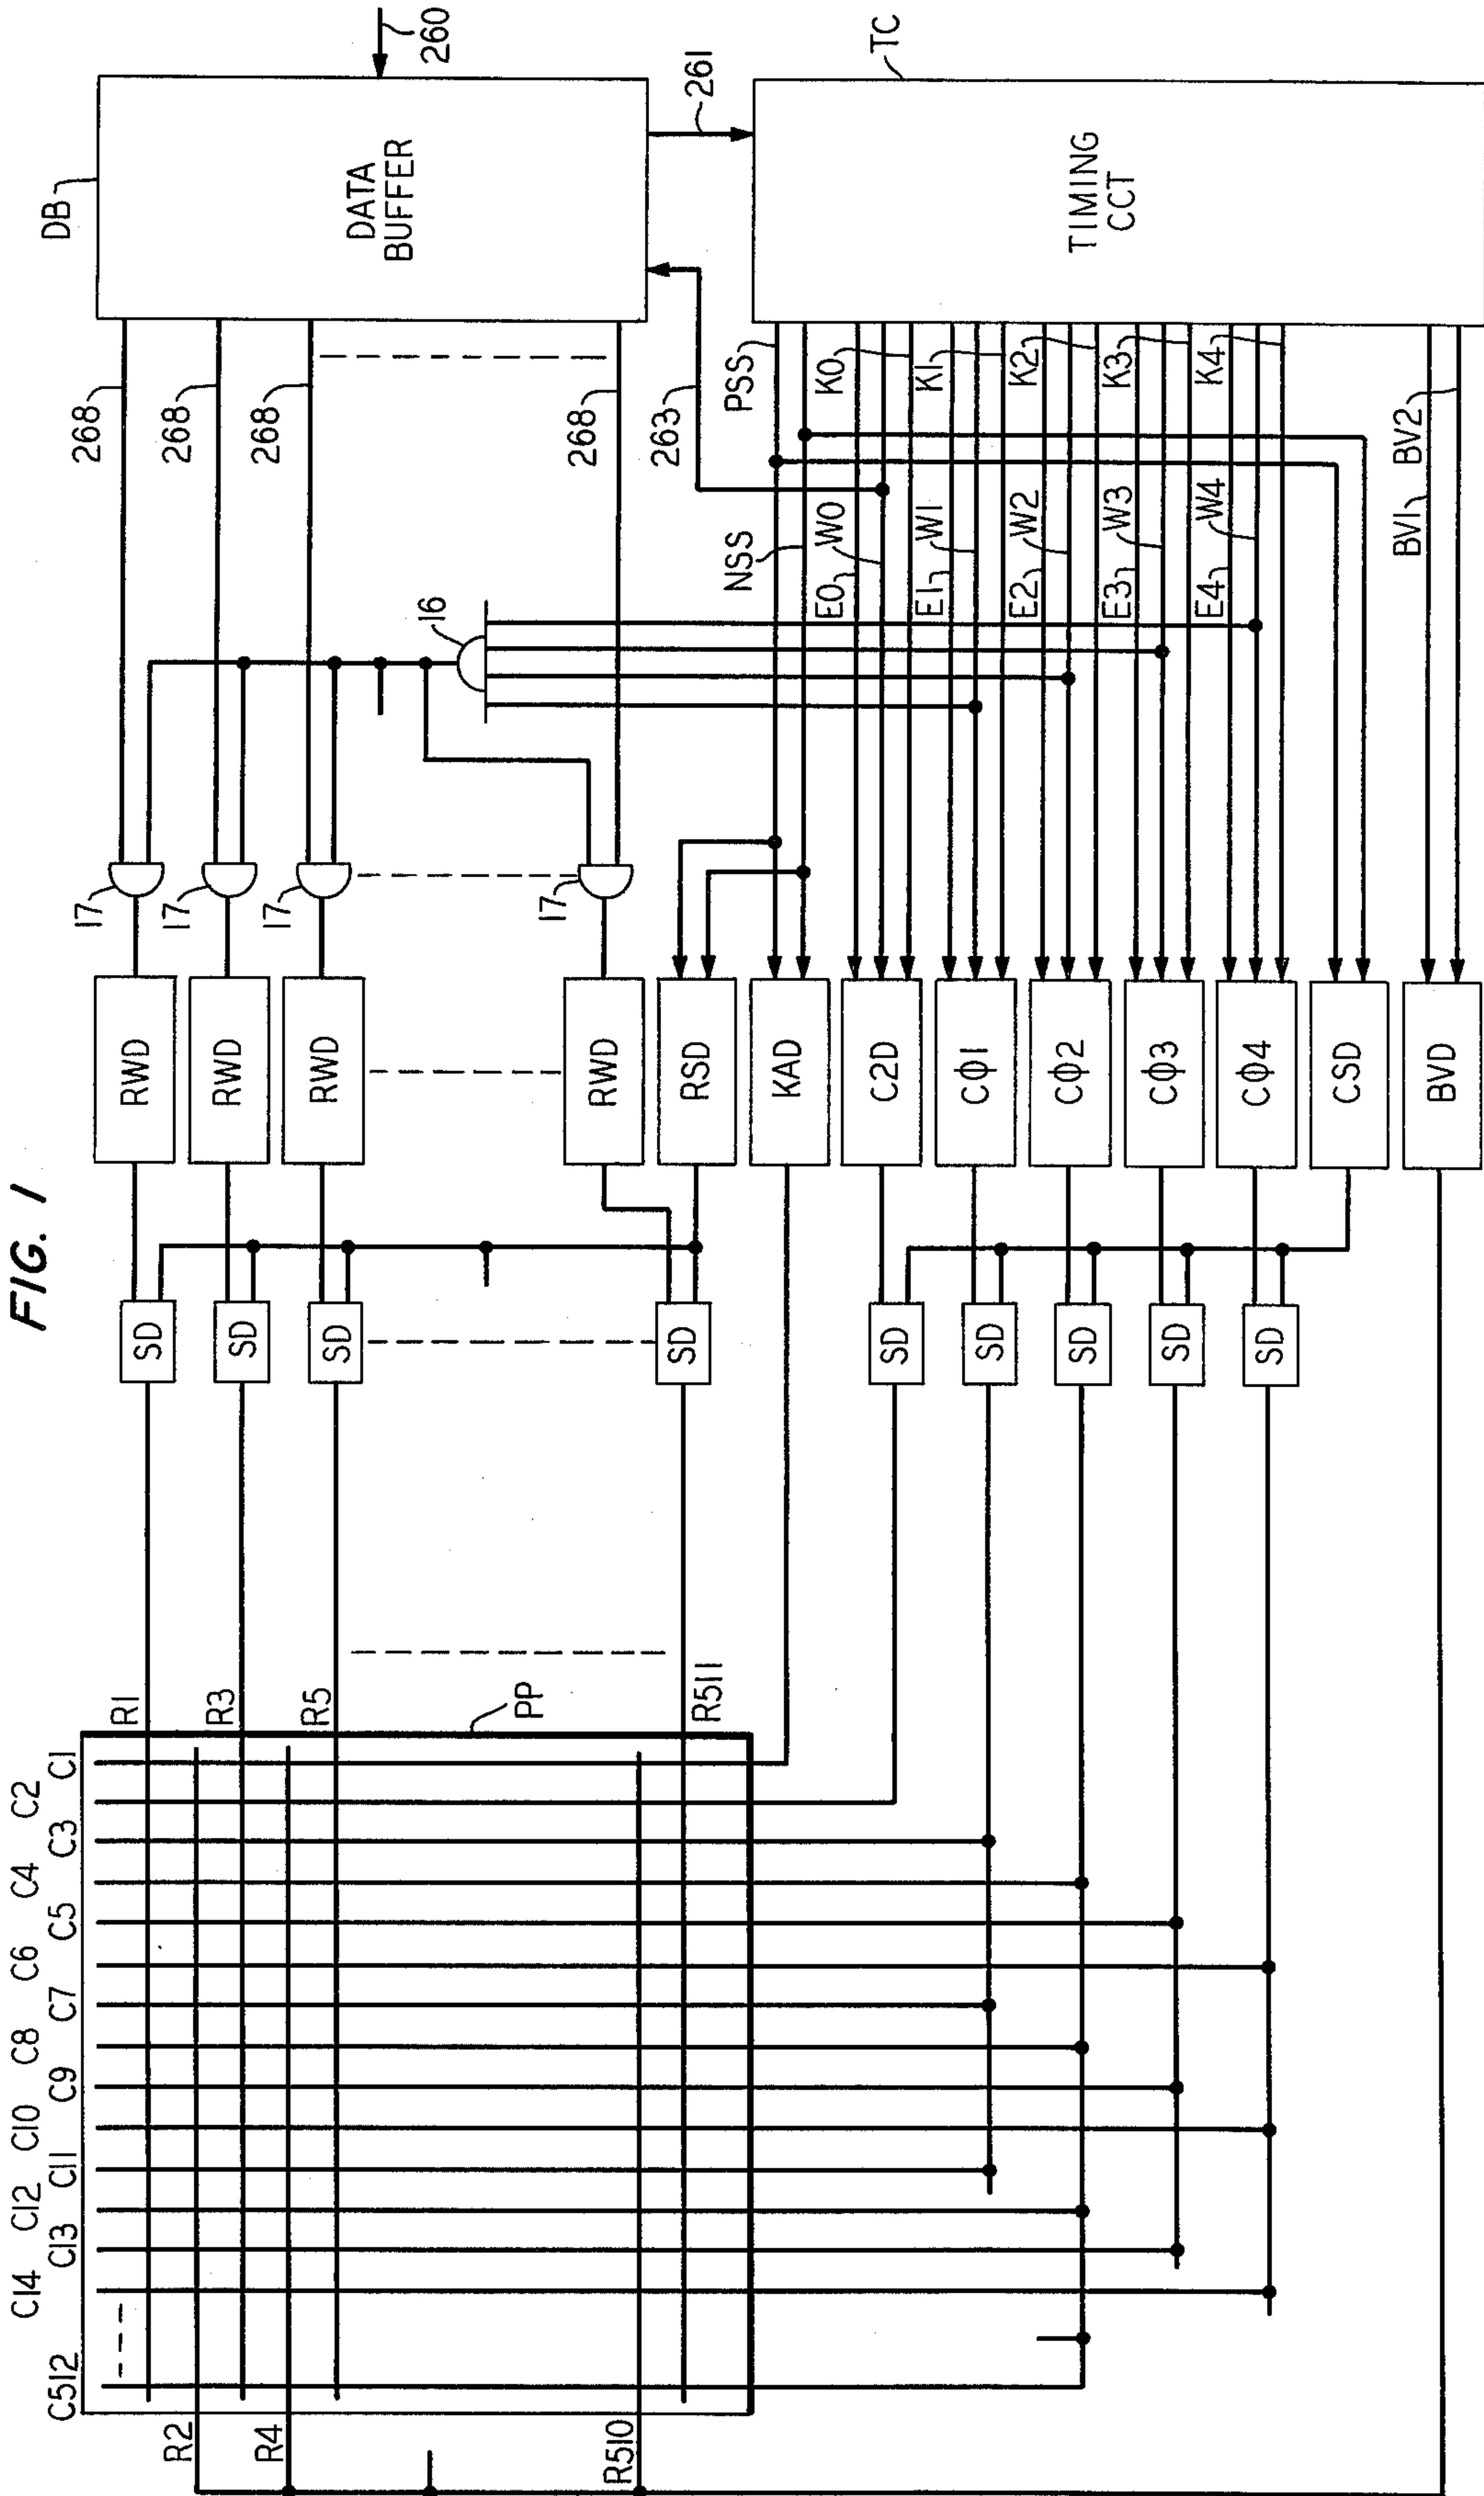 FIG. 1
C512
C14
C13
C12
C11
C10
C9
C8
C7
C6
C5
C4
C3
C2
C1
R2
R4
R510
R1
R3
R5
R511
PP
SD
SD
SD
SD
SD
SD
SD
SD
SD
RWD
RWD
RWD
RWD
RSD
KAD
C2D
CΦ1
CΦ2
CΦ3
CΦ4
CSD
BVD
17
17
17
17
16
268
268
268
268
263
NSS
PSS
E0
W0
K0
E1
W1
K1
E2
W2
K2
E3
W3
K3
E4
W4
K4
BV1
BV2
DB
DATA
BUFFER
260
261
TIMING
CCT
TC